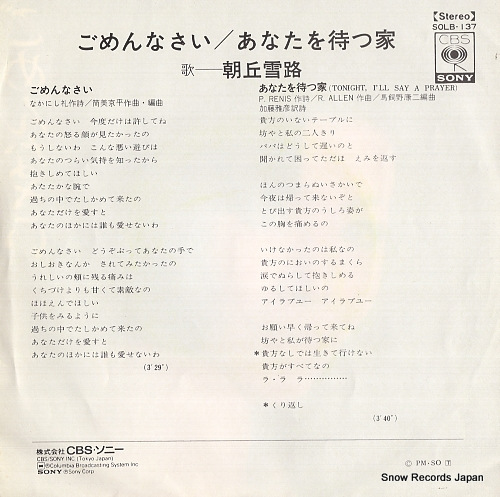 【Stereo】
SOLB-137
CBS
SONY
ごめんなさい／あなたを待つ家
歌──朝丘雪路
ごめんなさい
なかにし礼作詩／筒美京平作曲・編曲
ごめんなさい　今度だけは許してね
あなたの怒る顔が見たかったの
もうしないわ　こんな悪い遊びは
あなたのつらい気持を知ったから
抱きしめてほしい
あたたかな腕で
過ちの中でたしかめて来たの
あなただけを愛すと
あなたのほかには誰も愛せないわ
ごめんなさい　どうぞぶってあなたの手で
おしおきなんか　されてみたかったの
うれしいの頬に残る痛みは
くちづけよりも甘くて素敵なの
ほほえんでほしい
子供をみるように
過ちの中でたしかめて来たの
あなただけを愛すと
あなたのほかには誰も愛せないわ
(3'29")
あなたを待つ家(TONIGHT, I'LL SAY A PRAYER)
P. RENIS 作詩／R. ALLEN 作曲／馬飼野康二編曲
加藤雅彦訳詩
貴方のいないテーブルに
坊やと私の二人きり
パパはどうして遅いのと
聞かれて困ってただほゝえみを返す
ほんのつまらぬいさかいで
今夜は帰って来ないぞと
とび出す貴方のうしろ姿が
この胸を痛めるの
いけなかったのは私なの
貴方のにおいのするまくら
涙でぬらして抱きしめる
ゆるしてほしいの
アイラブユー　アイラブユー
お願い早く帰って来てね
坊やと私が待つ家に
＊貴方なしでは生きて行けない
貴方がすべてなの
ラ・ラ　ラ……………
＊くり返し
(3'40")
株式会社CBS・ソニー
CBS/SONY INC.(Tokyo Japan)
®Columbia Broadcasting System Inc
SONY ®Sony Corp
Ⓒ PM・SO 7
Snow Records Japan